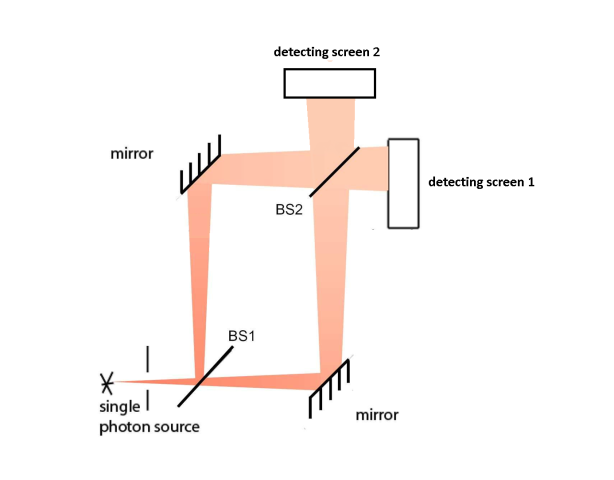 detecting screen 2
mirror
detecting screen 1
BS2
BS1
single
photon source
mirror